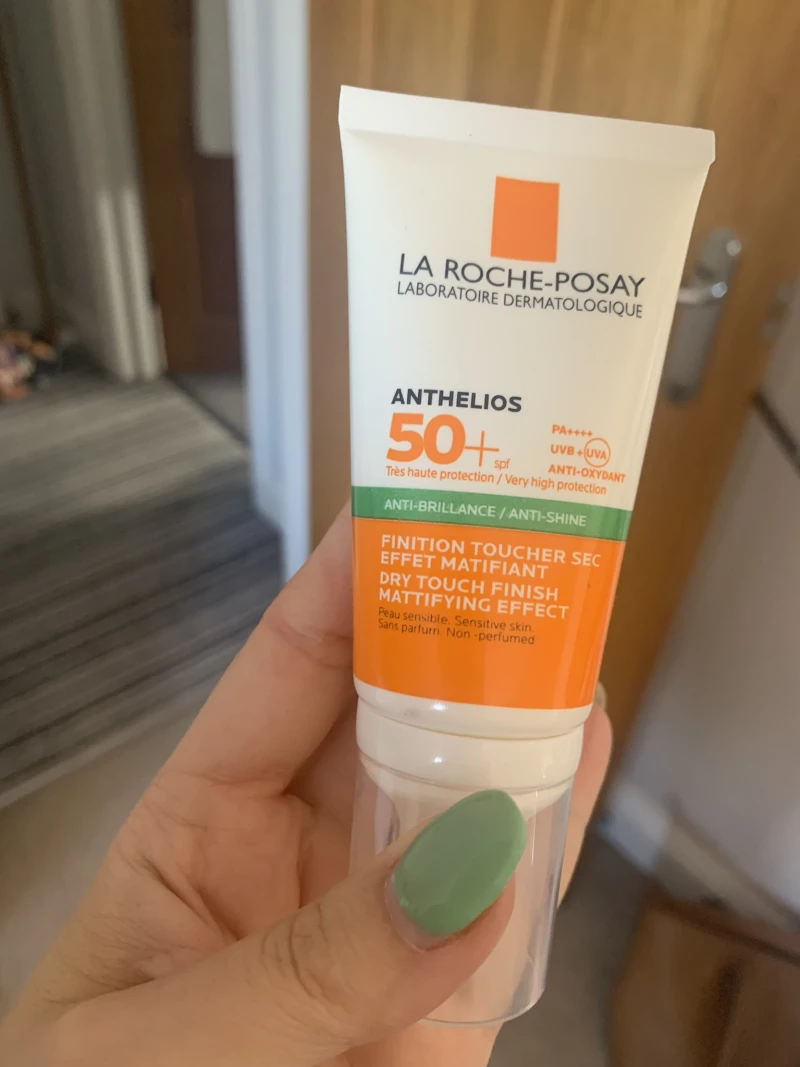 LA ROCHE-POSAY
LABORATOIRE DERMATOLOGIQUE
ANTHELIOS
50+ spf
PA++++
UVB + UVA
ANTI-OXYDANT
Très haute protection / Very high protection
ANTI-BRILLANCE / ANTI-SHINE
FINITION TOUCHER SEC
EFFET MATIFIANT
DRY TOUCH FINISH
MATTIFYING EFFECT
Peau sensible. Sensitive skin.
Sans parfum. Non -perfumed